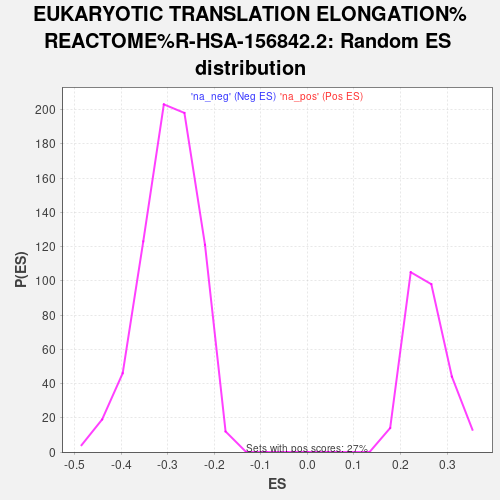 EUKARYOTIC TRANSLATION ELONGATION%
REACTOME%R-HSA-156842.2: Random ES
distribution
'na_neg' (Neg ES) 'na_pos' (Pos ES)
200
180
160
140
120
100
80
60
40
20
0
P(ES)
Sets with pos scores: 27%
-0.5 -0.4 -0.3 -0.2 -0.1 0.0 0.1 0.2 0.3
ES